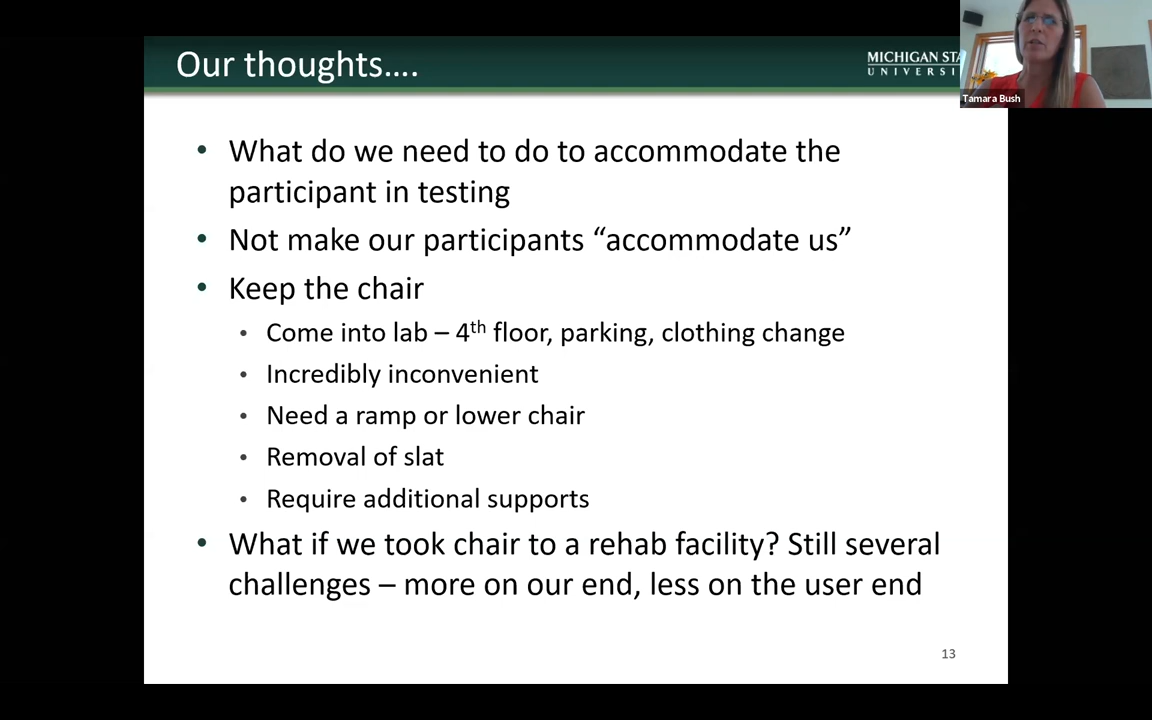 Our thoughts....
MICHIGAN STA
UNIVERSI
Tamara Bush
• What do we need to do to accommodate the
participant in testing
• Not make our participants “accommodate us”
• Keep the chair
• Come into lab – 4th floor, parking, clothing change
• Incredibly inconvenient
• Need a ramp or lower chair
• Removal of slat
• Require additional supports
• What if we took chair to a rehab facility? Still several
challenges – more on our end, less on the user end
13